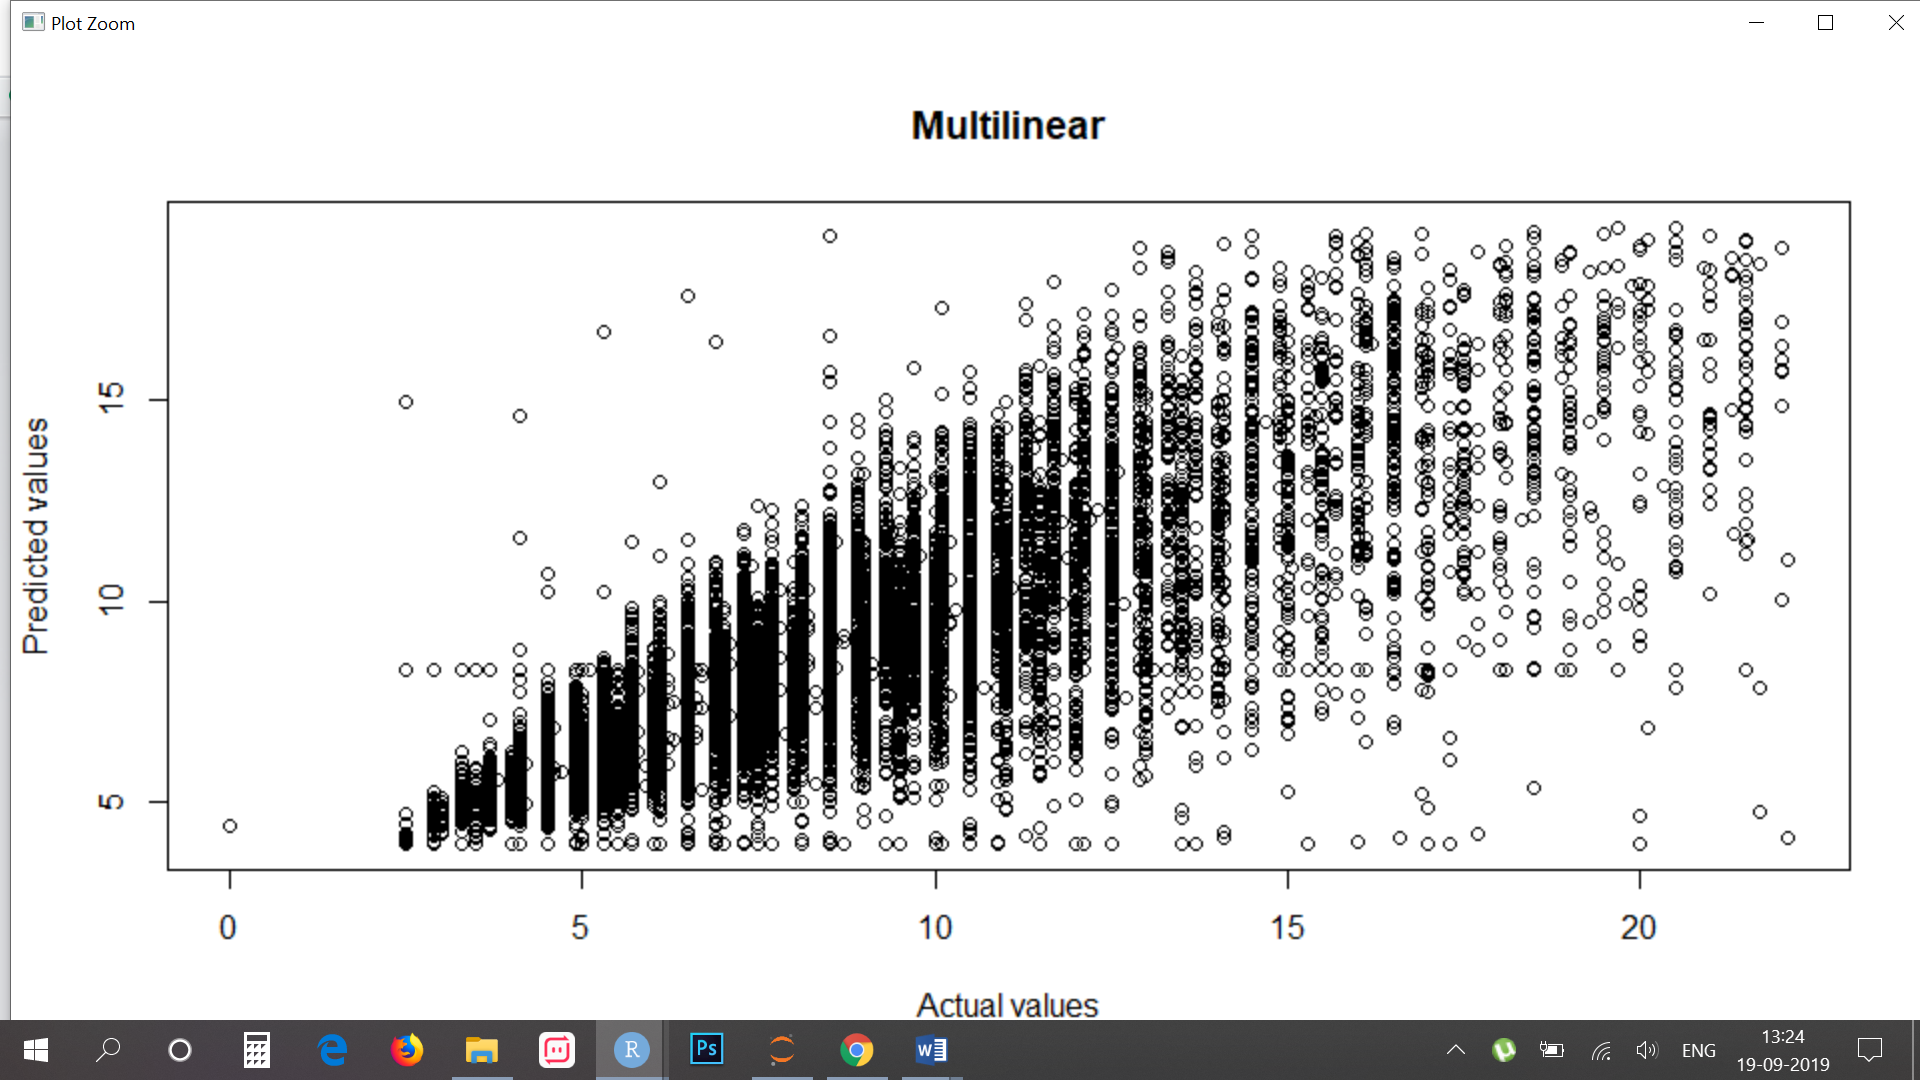 Plot Zoom
Multilinear
Predicted values
15
10
5
0
5
10
15
20
Actual values
R
Ps
W
ENG
13:24
19-09-2019